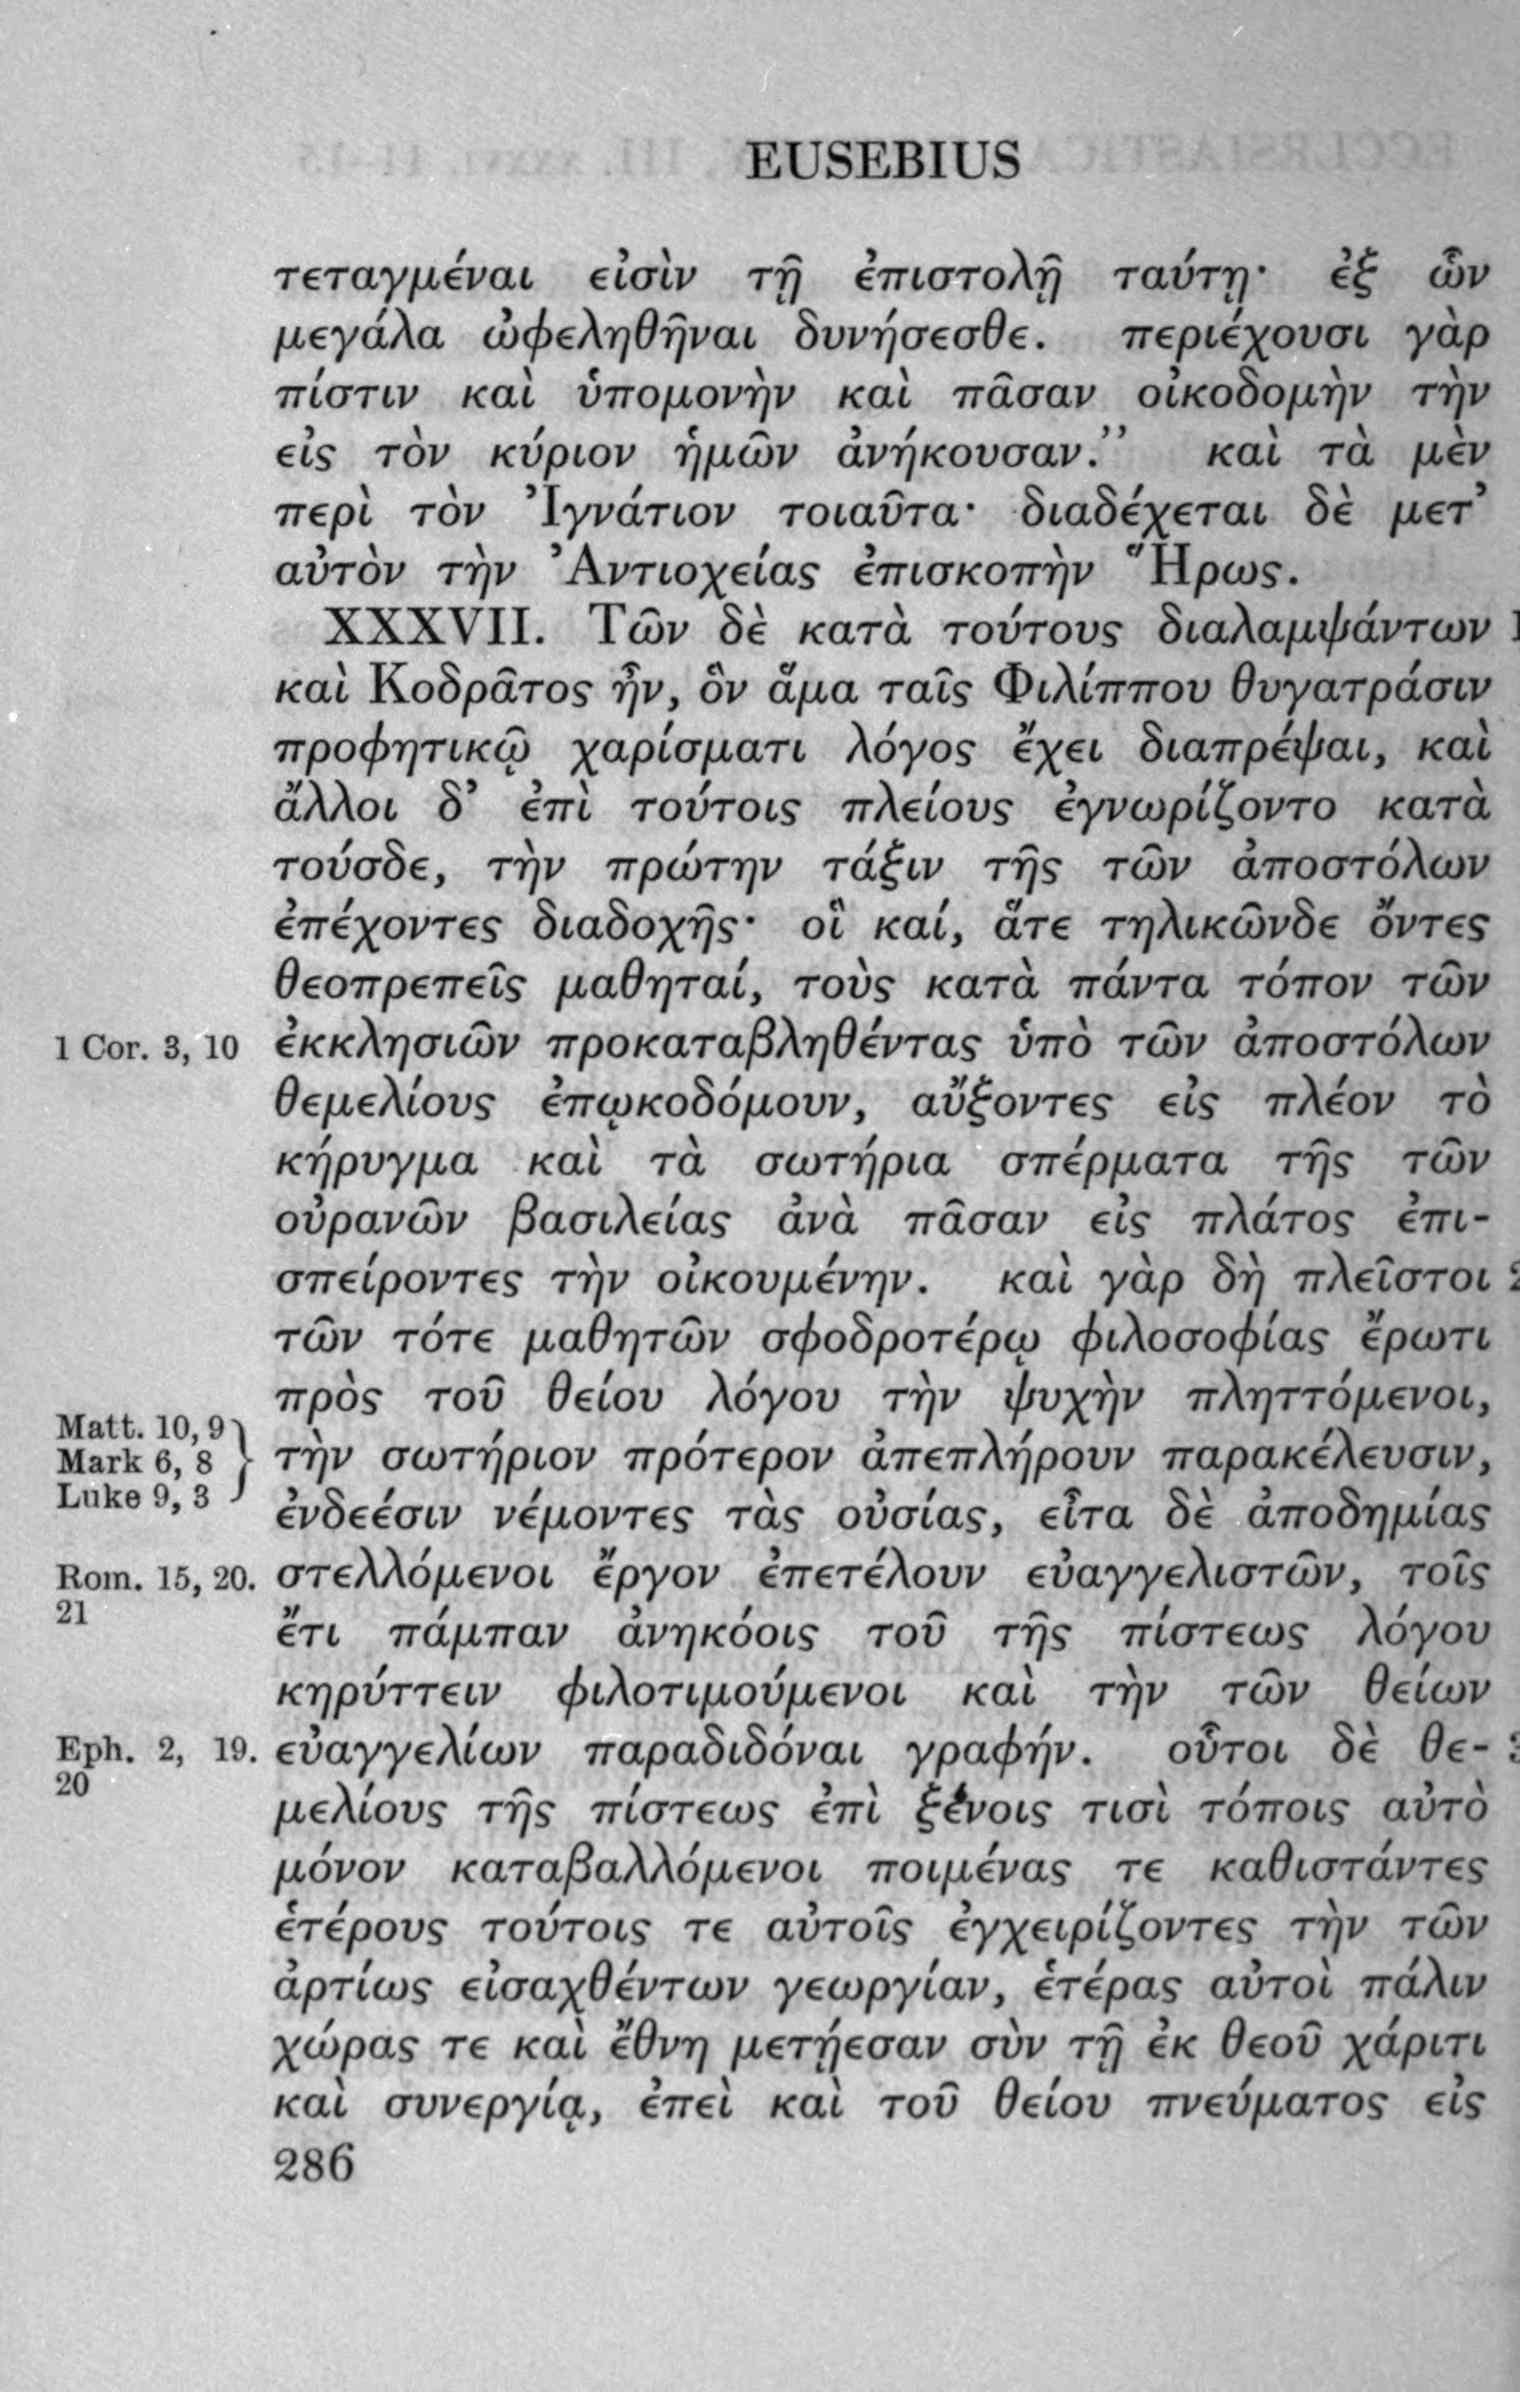 EUSEBIUS
τεταγμέναι εἰσὶν τῇ ἐπιστολῇ ταύτῃ· ἐξ ὧν
μεγάλα ὠφεληθῆναι δυνήσεσθε. περιέχουσι γὰρ
πίστιν καὶ ὑπομονὴν καὶ πᾶσαν οἰκοδομὴν τὴν
εἰς τὸν κύριον ἡμῶν ἀνήκουσαν.” καὶ τὰ μὲν
περὶ τὸν Ἰγνάτιον τοιαῦτα· διαδέχεται δὲ μετ’
αὐτὸν τὴν Ἀντιοχείας ἐπισκοπὴν Ἥρως.
XXXVII. Τῶν δὲ κατὰ τούτους διαλαμψάντων 1
καὶ Κοδρᾶτος ἦν, ὃν ἅμα ταῖς Φιλίππου θυγατράσιν
προφητικῷ χαρίσματι λόγος ἔχει διαπρέψαι, καὶ
ἄλλοι δ’ ἐπὶ τούτοις πλείους ἐγνωρίζοντο κατὰ
τούσδε, τὴν πρώτην τάξιν τῆς τῶν ἀποστόλων
ἐπέχοντες διαδοχῆς· οἳ καί, ἅτε τηλικῶνδε ὄντες
θεοπρεπεῖς μαθηταί, τοὺς κατὰ πάντα τόπον τῶν
1 Cor. 3, 10 ἐκκλησιῶν προκαταβληθέντας ὑπὸ τῶν ἀποστόλων
θεμελίους ἐπῳκοδόμουν, αὔξοντες εἰς πλέον τὸ
κήρυγμα καὶ τὰ σωτήρια σπέρματα τῆς τῶν
οὐρανῶν βασιλείας ἀνὰ πᾶσαν εἰς πλάτος ἐπι-
σπείροντες τὴν οἰκουμένην. καὶ γὰρ δὴ πλεῖστοι 2
τῶν τότε μαθητῶν σφοδροτέρῳ φιλοσοφίας ἔρωτι
πρὸς τοῦ θείου λόγου τὴν ψυχὴν πληττόμενοι,
Matt. 10, 9
Mark 6, 8 τὴν σωτήριον πρότερον ἀπεπλήρουν παρακέλευσιν,
Luke 9, 3 ἐνδεέσιν νέμοντες τὰς οὐσίας, εἶτα δὲ ἀποδημίας
Rom. 15, 20. στελλόμενοι ἔργον ἐπετέλουν εὐαγγελιστῶν, τοῖς
21 ἔτι πάμπαν ἀνηκόοις τοῦ τῆς πίστεως λόγου
κηρύττειν φιλοτιμούμενοι καὶ τὴν τῶν θείων
Eph. 2, 19. εὐαγγελίων παραδιδόναι γραφήν. οὗτοι δὲ θε- 3
20
μελίους τῆς πίστεως ἐπὶ ξένοις τισὶ τόποις αὐτὸ
μόνον καταβαλλόμενοι ποιμένας τε καθιστάντες
ἑτέρους τούτοις τε αὐτοῖς ἐγχειρίζοντες τὴν τῶν
ἀρτίως εἰσαχθέντων γεωργίαν, ἑτέρας αὐτοὶ πάλιν
χώρας τε καὶ ἔθνη μετῄεσαν σὺν τῇ ἐκ θεοῦ χάριτι
καὶ συνεργίᾳ, ἐπεὶ καὶ τοῦ θείου πνεύματος εἰς
286